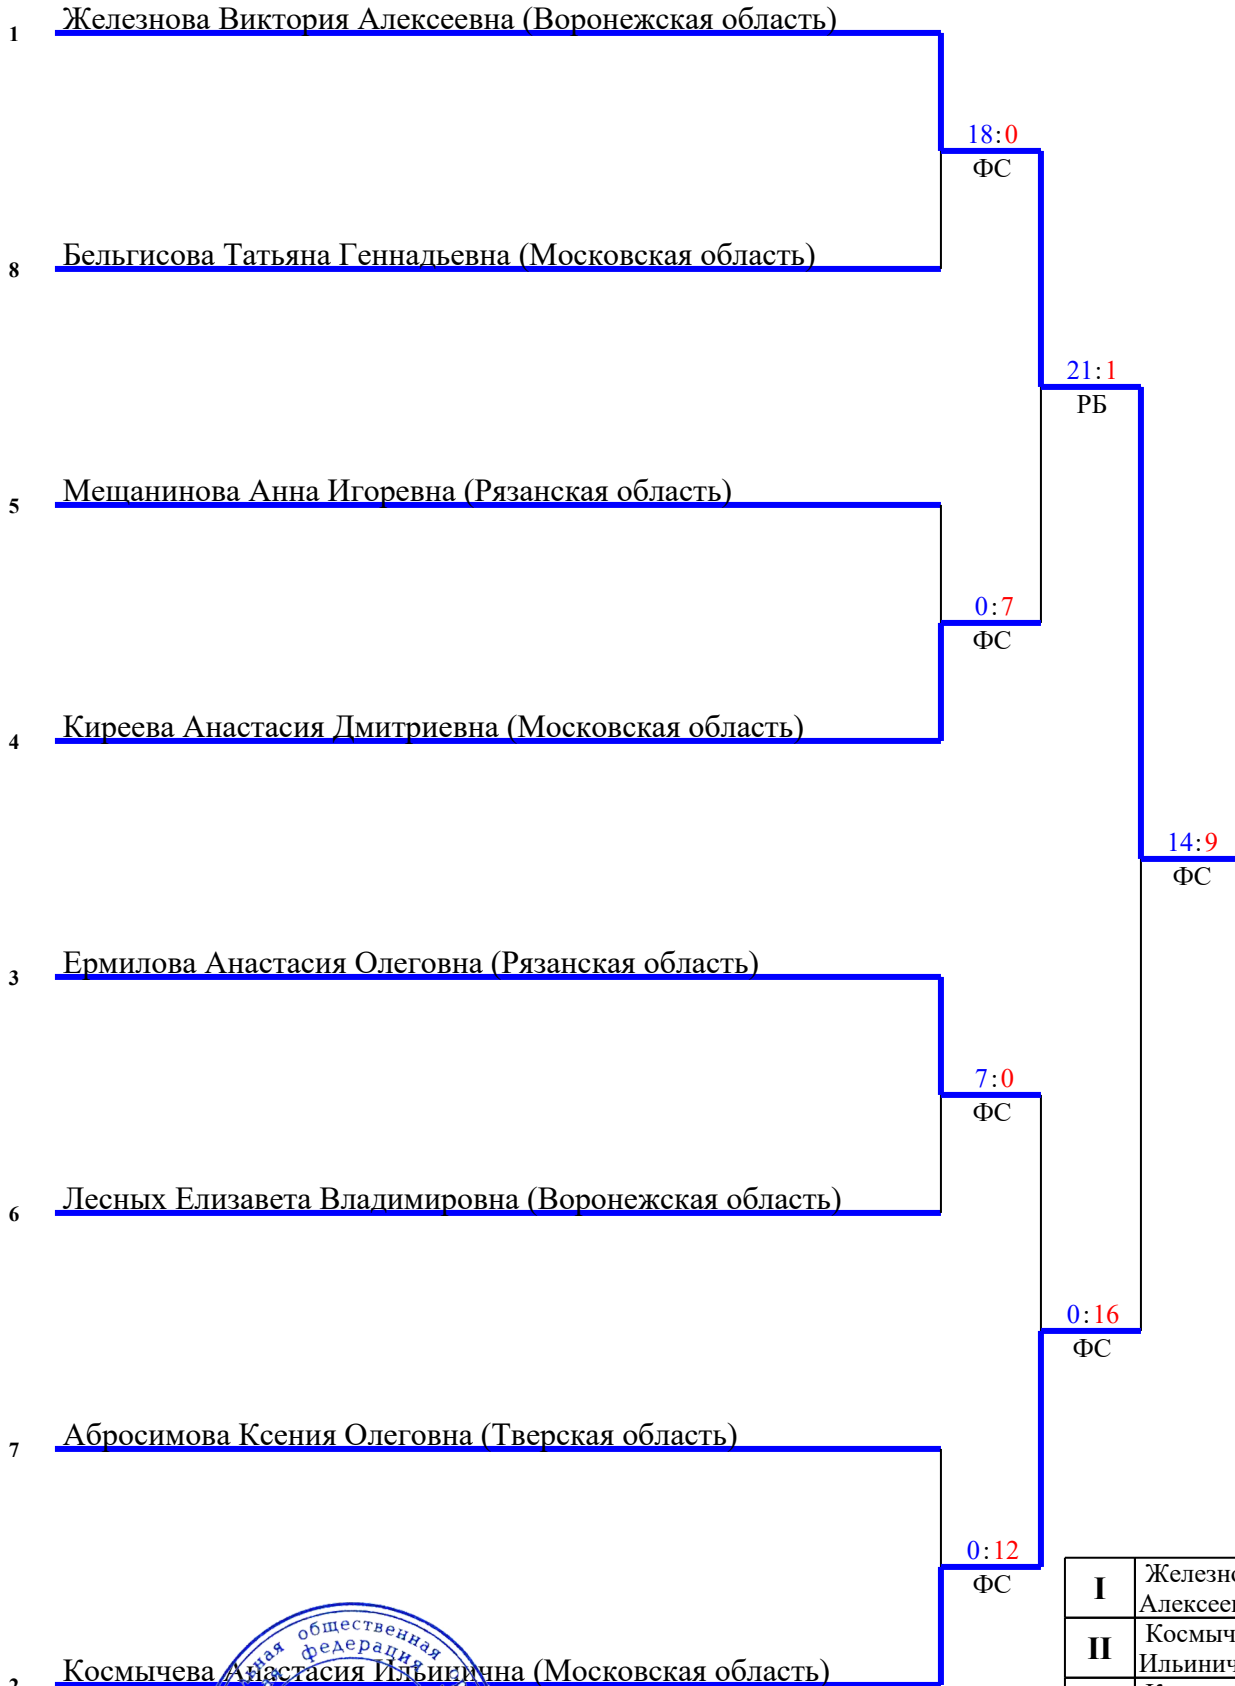 1 Железнова Виктория Алексеевна (Воронежская область)
18:0
ФС
8 Бельгисова Татьяна Геннадьевна (Московская область)
21:1
РБ
5 Мещанинова Анна Игоревна (Рязанская область)
0:7
ФС
4 Киреева Анастасия Дмитриевна (Московская область)
14:9
ФС
3 Ермилова Анастасия Олеговна (Рязанская область)
7:0
ФС
6 Лесных Елизавета Владимировна (Воронежская область)
0:16
ФС
7 Абросимова Ксения Олеговна (Тверская область)
0:12
ФС
I Железно
Алексеев
II Космыч
Ильинич
общественная
федерация
2 Космычева Анастасия Ильинична (Московская область)